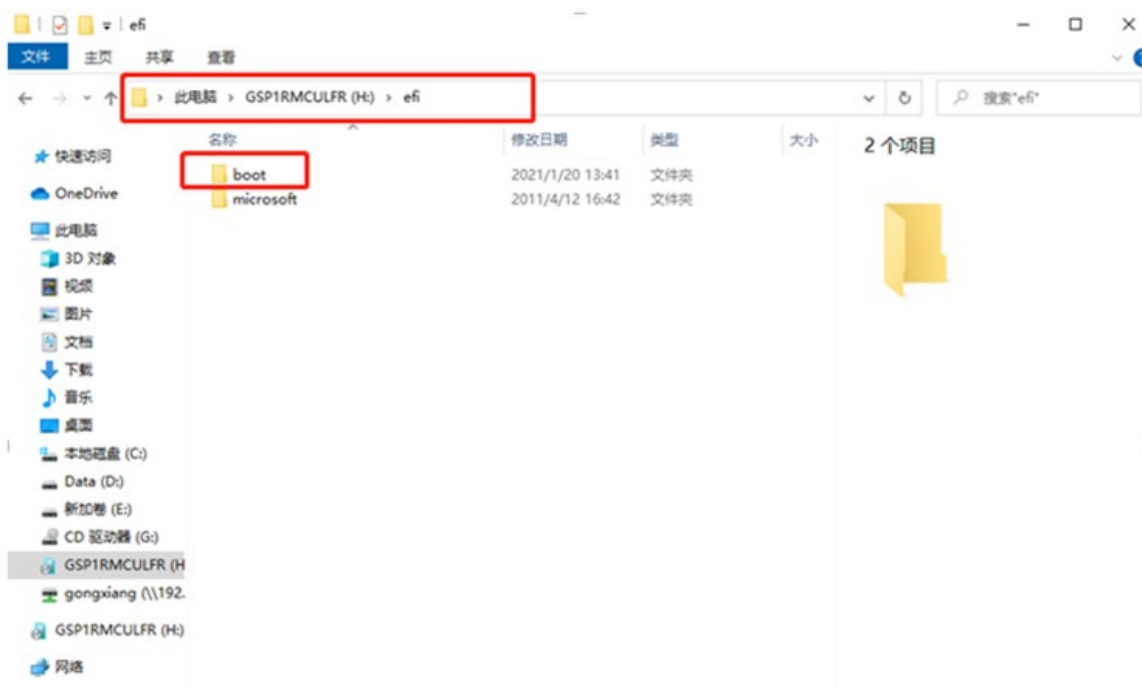 efi
文件 主页 共享 查看
此电脑 › GSP1RMCULFR (H:) › efi
搜索"efi"
名称 修改日期 类型 大小
boot 2021/1/20 13:41 文件夹
microsoft 2011/4/12 16:42 文件夹
2 个项目
快速访问
OneDrive
此电脑
3D 对象
视频
图片
文档
下载
音乐
桌面
本地磁盘 (C:)
Data (D:)
新加卷 (E:)
CD 驱动器 (G:)
GSP1RMCULFR (H
gongxiang (\\192.
GSP1RMCULFR (H:)
网络